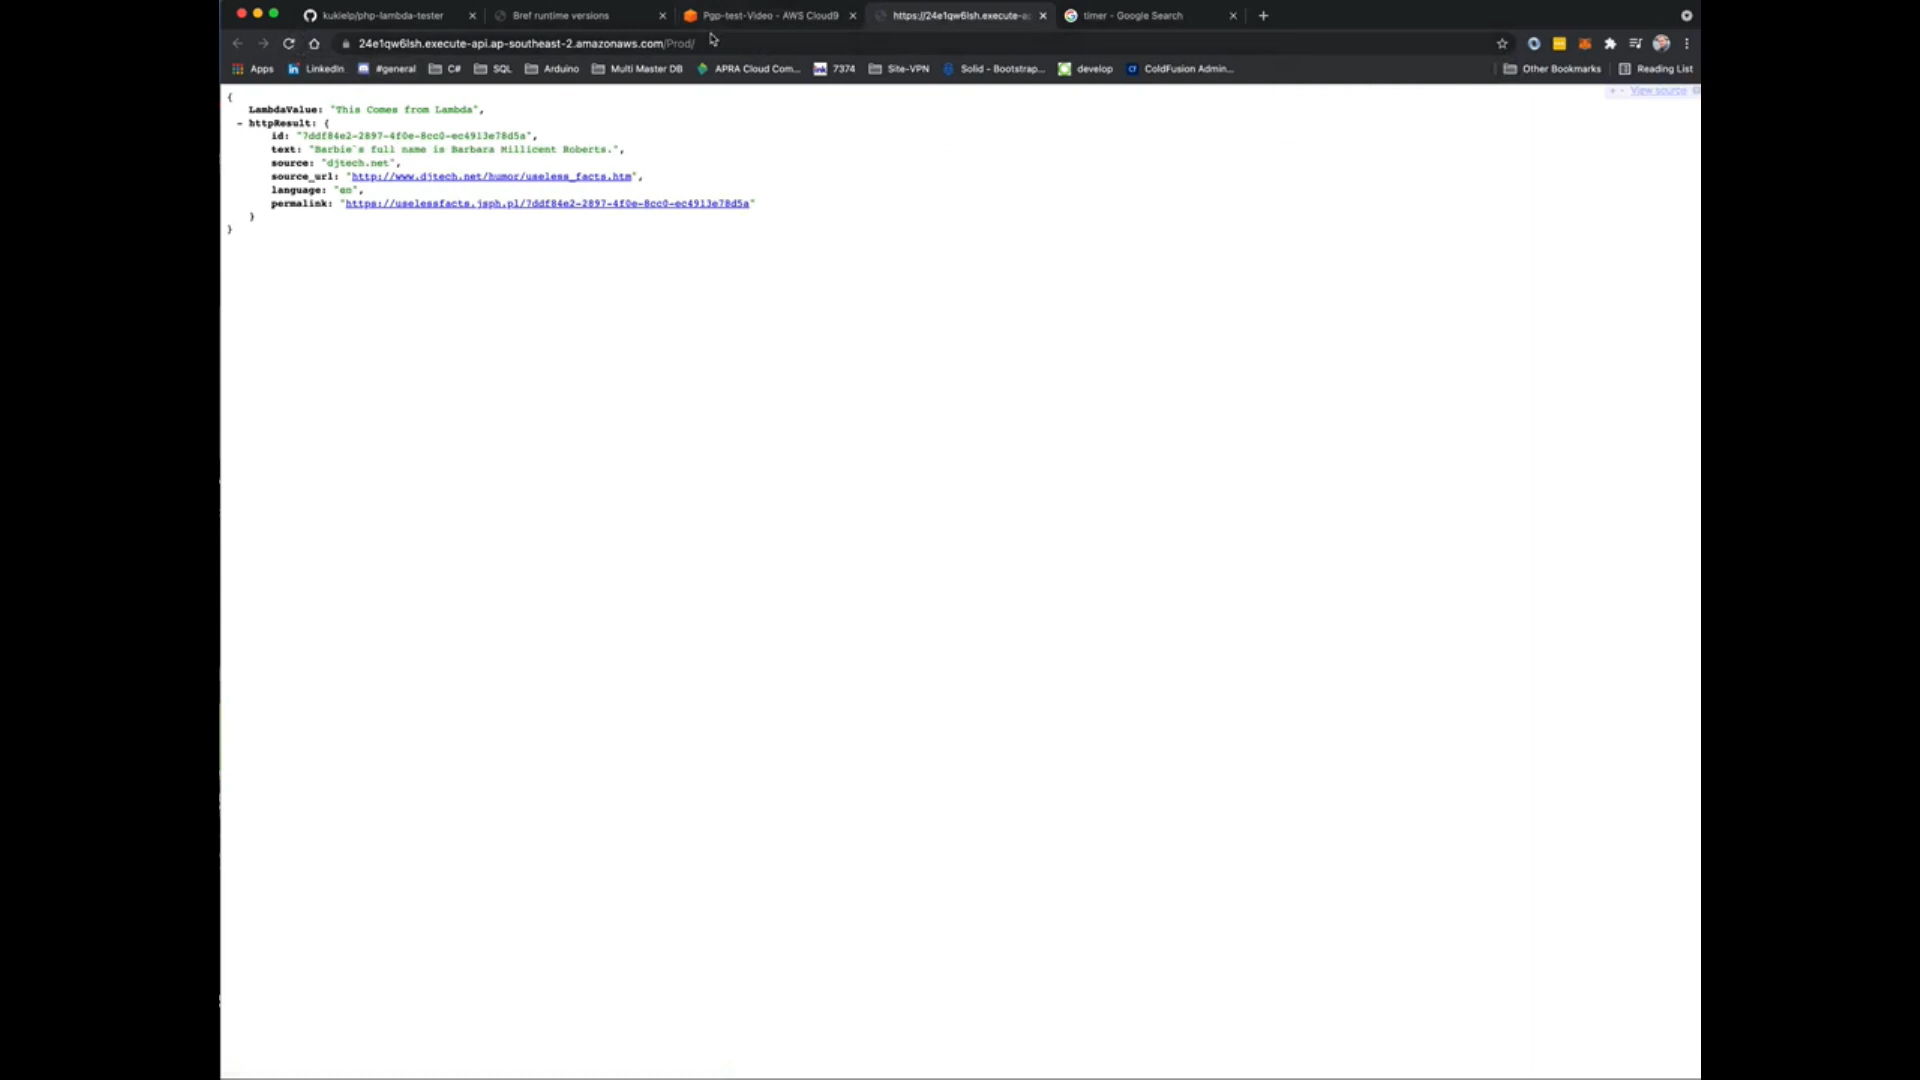 kukielp/php-lambda-tester
Bref runtime versions
Pgp-test-Video - AWS Cloud9
https://24e1qw6lsh.execute-a
timer - Google Search
24e1qw6lsh.execute-api.ap-southeast-2.amazonaws.com/Prod/
Apps
LinkedIn
#general
C#
SQL
Arduino
Multi Master DB
APRA Cloud Com...
7374
Site-VPN
Solid - Bootstrap...
develop
ColdFusion Admin...
Other Bookmarks
Reading List
+ - View source
{
LambdaValue: "This Comes from Lambda",
- httpResult: {
id: "7ddf84e2-2897-4f0e-8cc0-ec4913e78d5a",
text: "Barbie`s full name is Barbara Millicent Roberts.",
source: "djtech.net",
source_url: "http://www.djtech.net/humor/useless_facts.htm",
language: "en",
permalink: "https://uselessfacts.jsph.pl/7ddf84e2-2897-4f0e-8cc0-ec4913e78d5a"
}
}